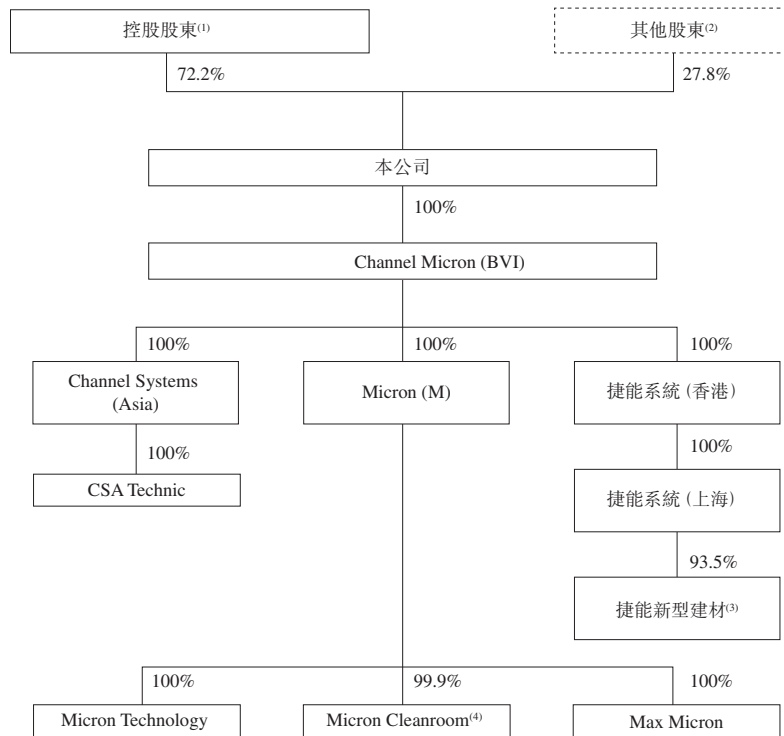 控股股東(1)
其他股東(2)
72.2%
27.8%
本公司
100%
Channel Micron (BVI)
100%
100%
100%
Channel Systems
(Asia)
Micron (M)
捷能系統 (香港)
100%
100%
CSA Technic
捷能系統 (上海)
93.5%
捷能新型建材(3)
100%
99.9%
100%
Micron Technology
Micron Cleanroom(4)
Max Micron